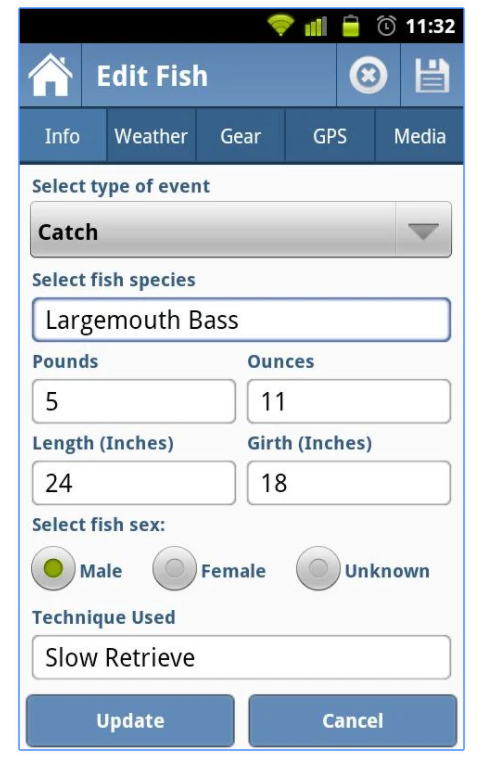 11:32
Edit Fish
Info Weather Gear GPS Media
Select type of event
Catch
Select fish species
Largemouth Bass
Pounds Ounces
5 11
Length (Inches) Girth (Inches)
24 18
Select fish sex:
Male Female Unknown
Technique Used
Slow Retrieve
Update Cancel